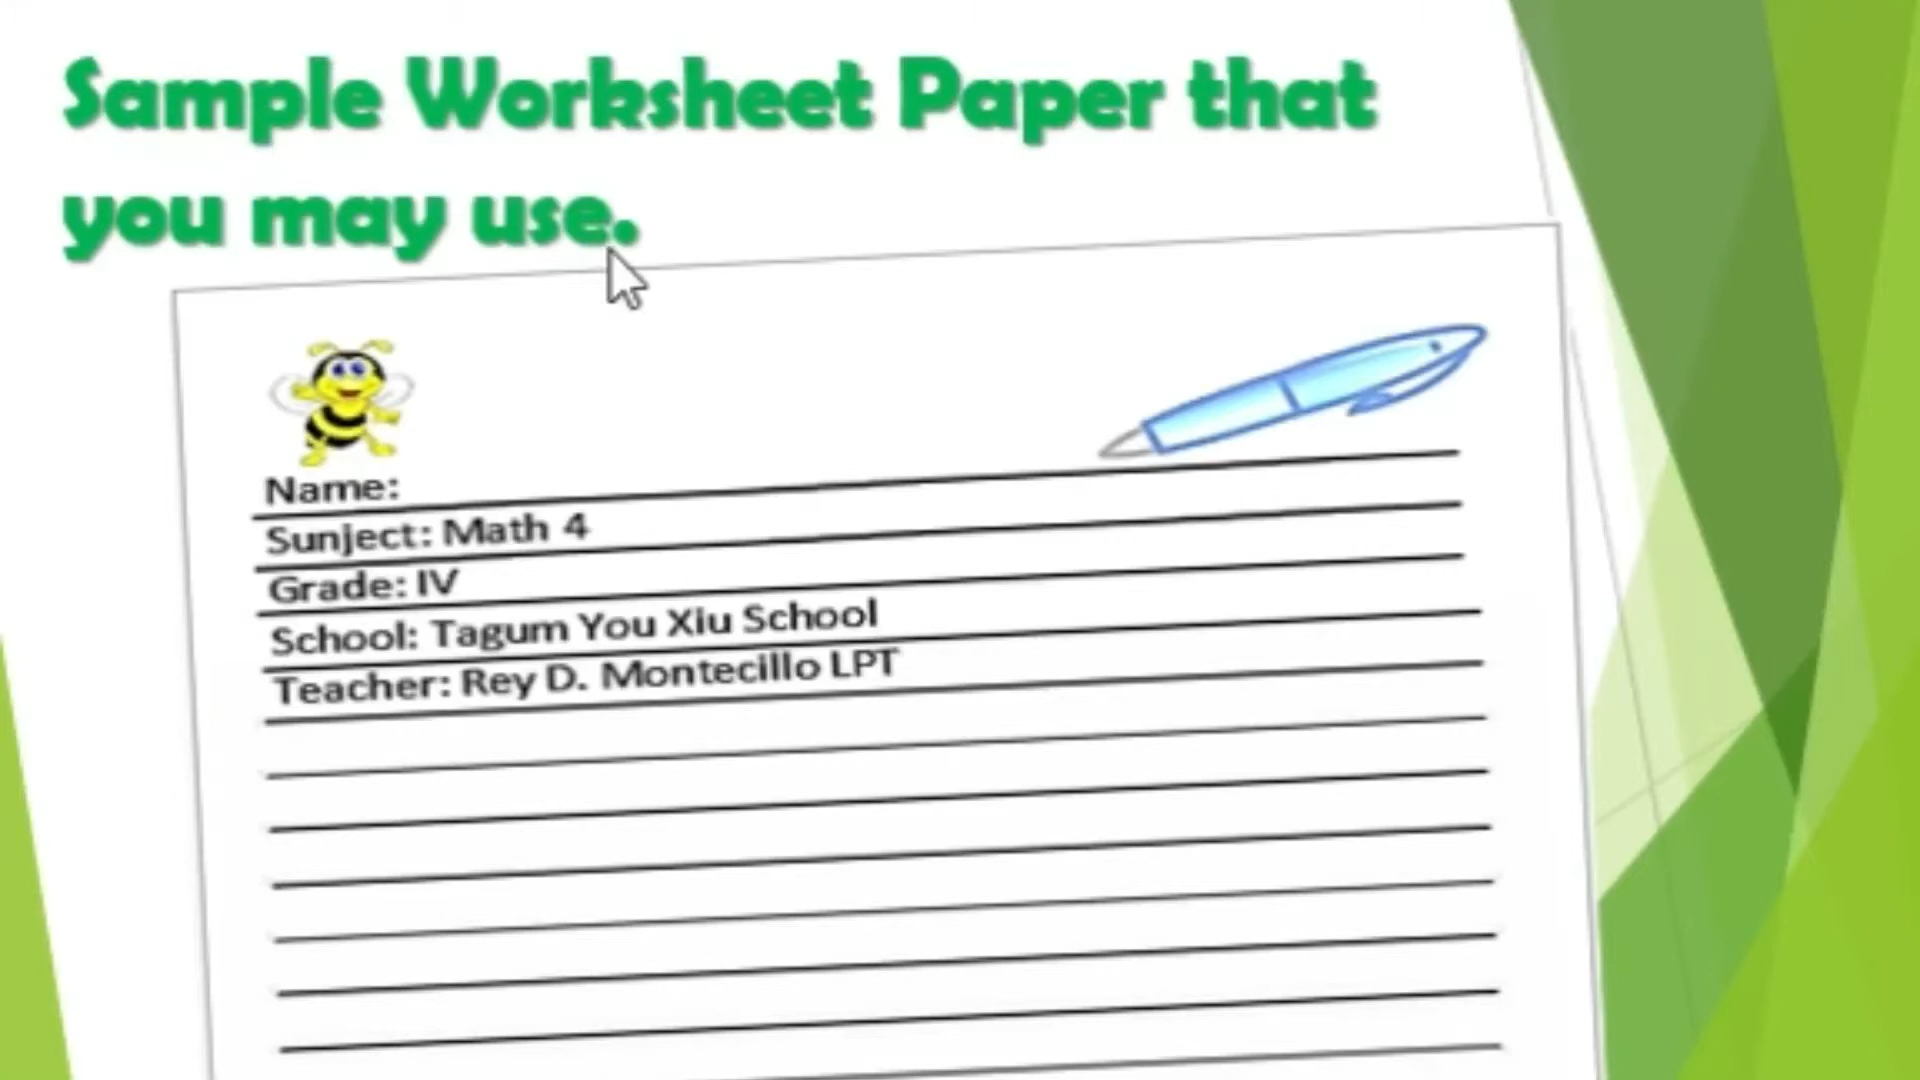 Sample Worksheet Paper that
you may use.
Name:
Sunject: Math 4
Grade: IV
School: Tagum You Xiu School
Teacher: Rey D. Montecillo LPT